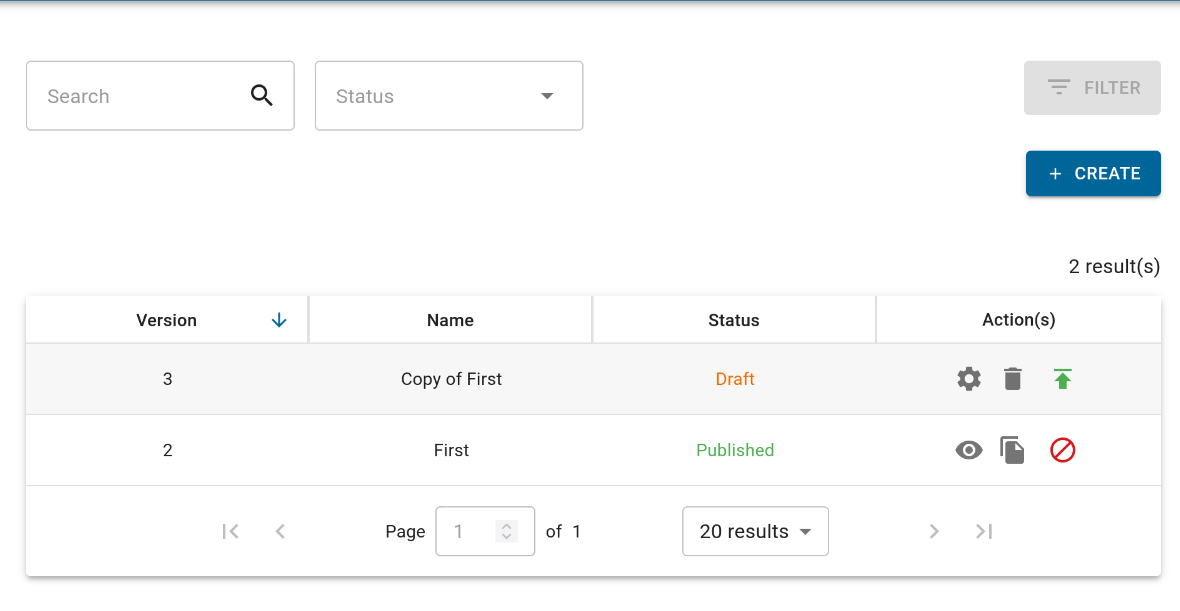 Search
Status
FILTER
+ CREATE
2 result(s)
Version Name Status Action(s)
3 Copy of First Draft
2 First Published
Page 1 of 1 20 results